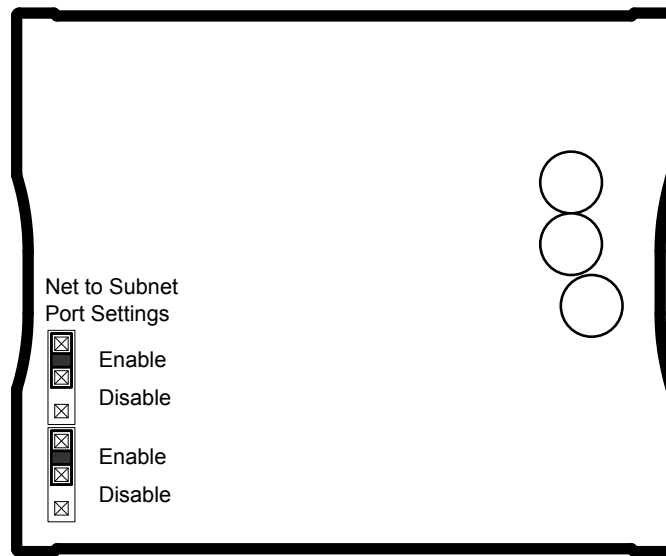 Net to Subnet
Port Settings
Enable
Disable
Enable
Disable